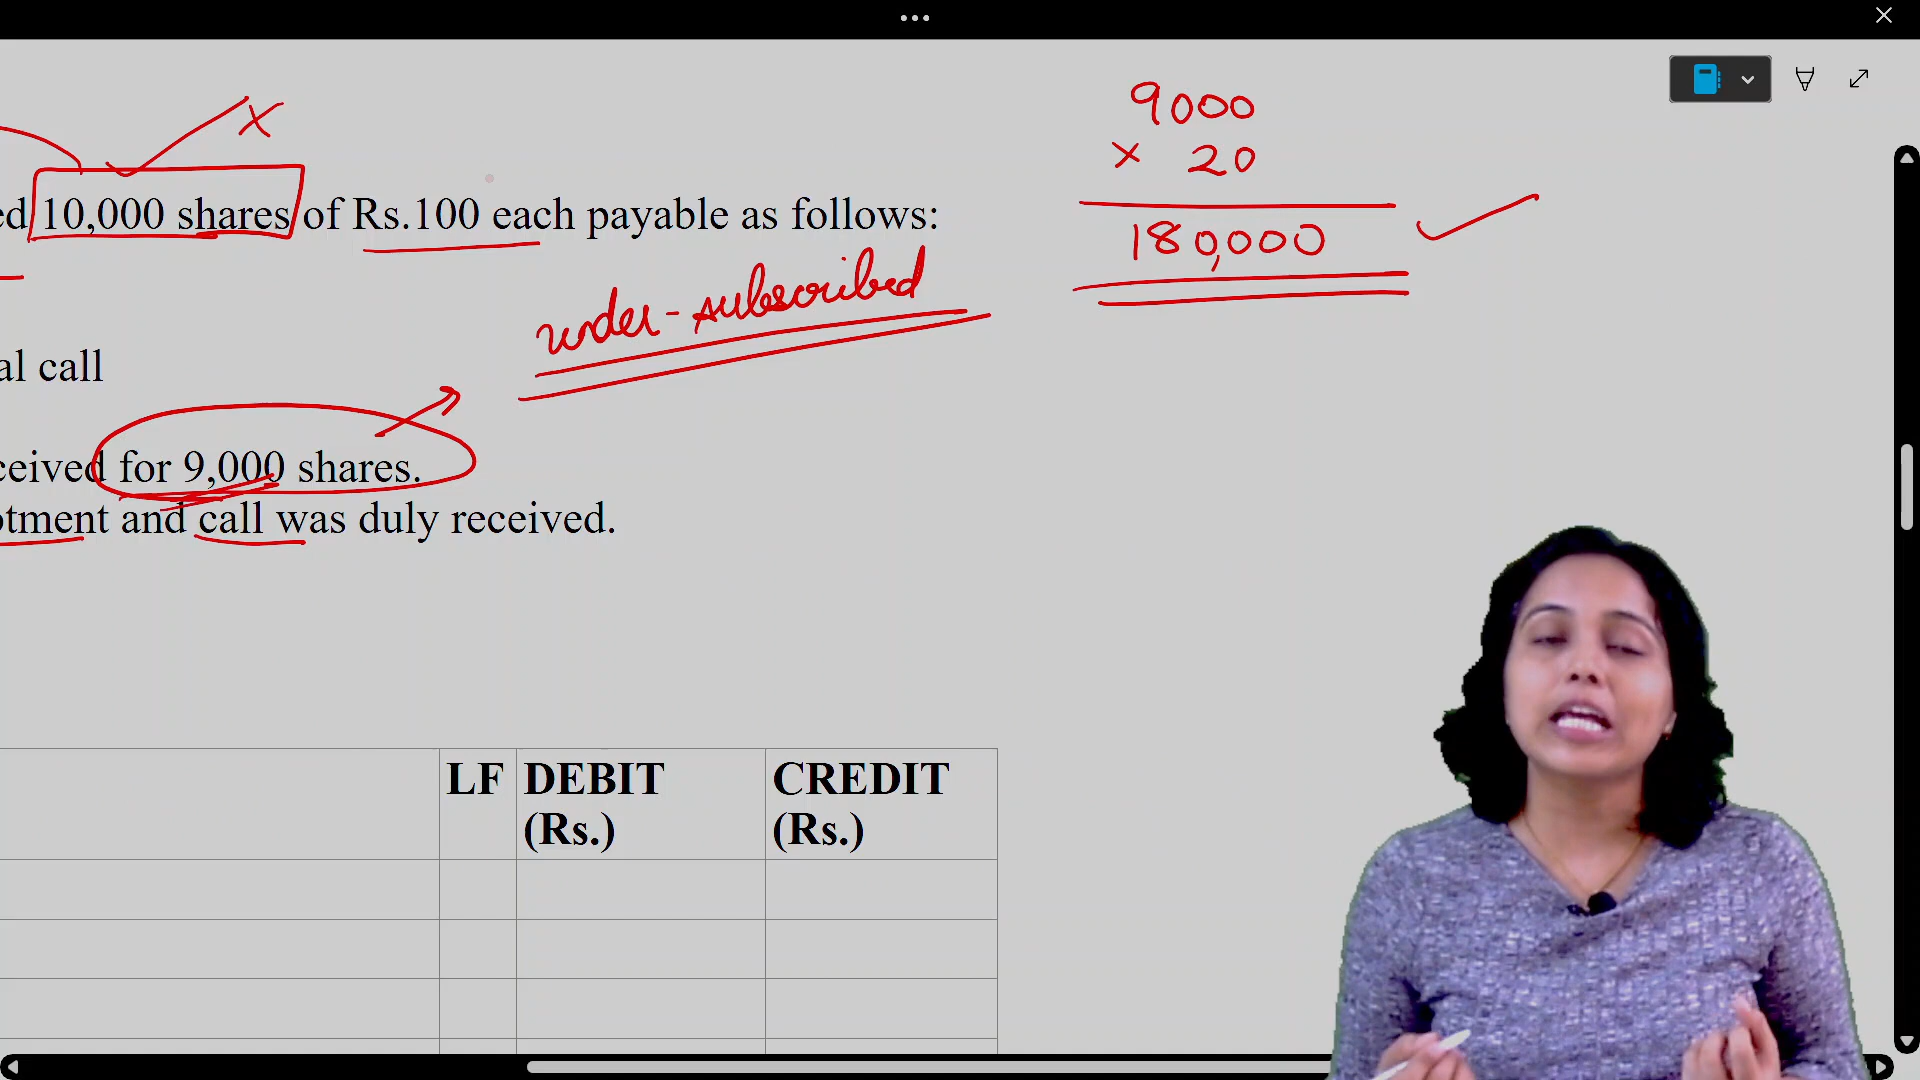 9000
× 20
180,000
x
ed 10,000 shares of Rs.100 each payable as follows:
under-subscribed
al call
ceived for 9,000 shares.
otment and call was duly received.
LF DEBIT (Rs.) CREDIT (Rs.)